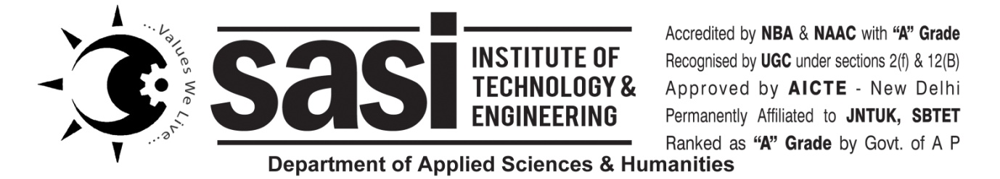 ...Values We Live...
sasi
INSTITUTE OF
TECHNOLOGY &
ENGINEERING
Accredited by NBA & NAAC with “A” Grade
Recognised by UGC under sections 2(f) & 12(B)
Approved by AICTE - New Delhi
Permanently Affiliated to JNTUK, SBTET
Ranked as “A” Grade by Govt. of A P
Department of Applied Sciences & Humanities